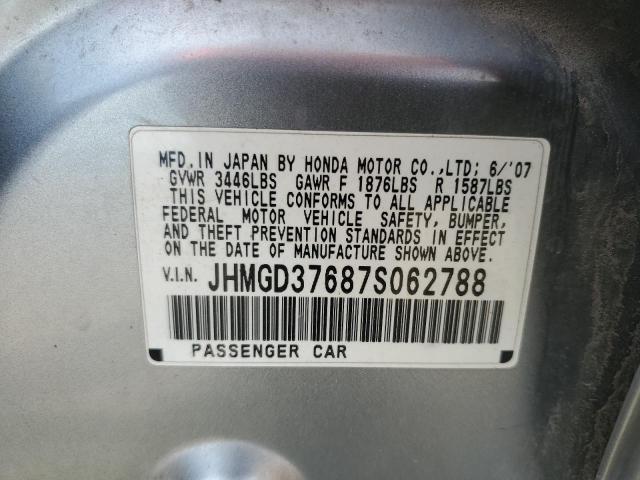 MFD.IN JAPAN BY HONDA MOTOR CO.,LTD; 6/'07
GVWR 3446LBS GAWR F 1876LBS R 1587LBS
THIS VEHICLE CONFORMS TO ALL APPLICABLE
FEDERAL MOTOR VEHICLE SAFETY, BUMPER,
AND THEFT PREVENTION STANDARDS IN EFFECT
ON THE DATE OF MANUFACTURE SHOWN ABOVE.
V.I.N. JHMGD37687S062788
PASSENGER CAR